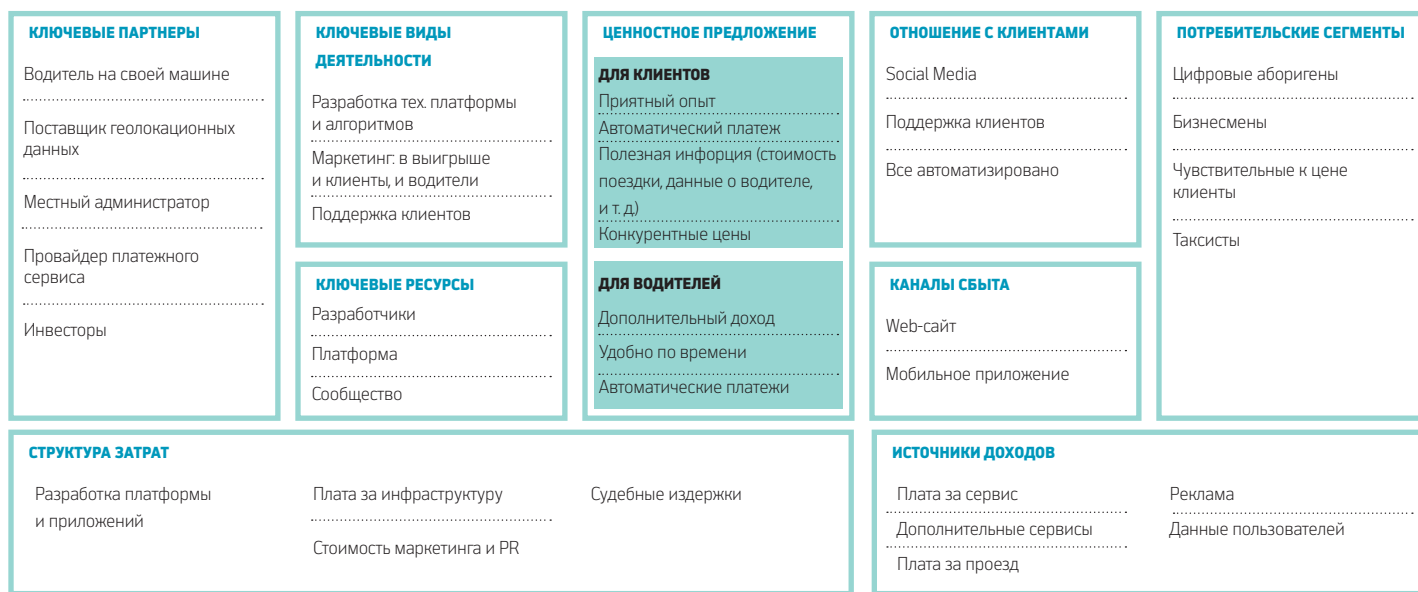 КЛЮЧЕВЫЕ ПАРТНЕРЫ
Водитель на своей машине
Поставщик геолокационных
данных
Местный администратор
Провайдер платежного
сервиса
Инвесторы
КЛЮЧЕВЫЕ ВИДЫ
ДЕЯТЕЛЬНОСТИ
Разработка тех. платформы
и алгоритмов
Маркетинг: в выигрыше
и клиенты, и водители
Поддержка клиентов
КЛЮЧЕВЫЕ РЕСУРСЫ
Разработчики
Платформа
Сообщество
ЦЕННОСТНОЕ ПРЕДЛОЖЕНИЕ
ДЛЯ КЛИЕНТОВ
Приятный опыт
Автоматический платеж
Полезная инфорция (стоимость
поездки, данные о водителе,
и т. д.)
Конкурентные цены
ДЛЯ ВОДИТЕЛЕЙ
Дополнительный доход
Удобно по времени
Автоматические платежи
ОТНОШЕНИЕ С КЛИЕНТАМИ
Social Media
Поддержка клиентов
Все автоматизировано
КАНАЛЫ СБЫТА
Web-сайт
Мобильное приложение
ПОТРЕБИТЕЛЬСКИЕ СЕГМЕНТЫ
Цифровые аборигены
Бизнесмены
Чувствительные к цене
клиенты
Таксисты
СТРУКТУРА ЗАТРАТ
Разработка платформы
и приложений
Плата за инфраструктуру
Стоимость маркетинга и PR
Судебные издержки
ИСТОЧНИКИ ДОХОДОВ
Плата за сервис
Дополнительные сервисы
Плата за проезд
Реклама
Данные пользователей